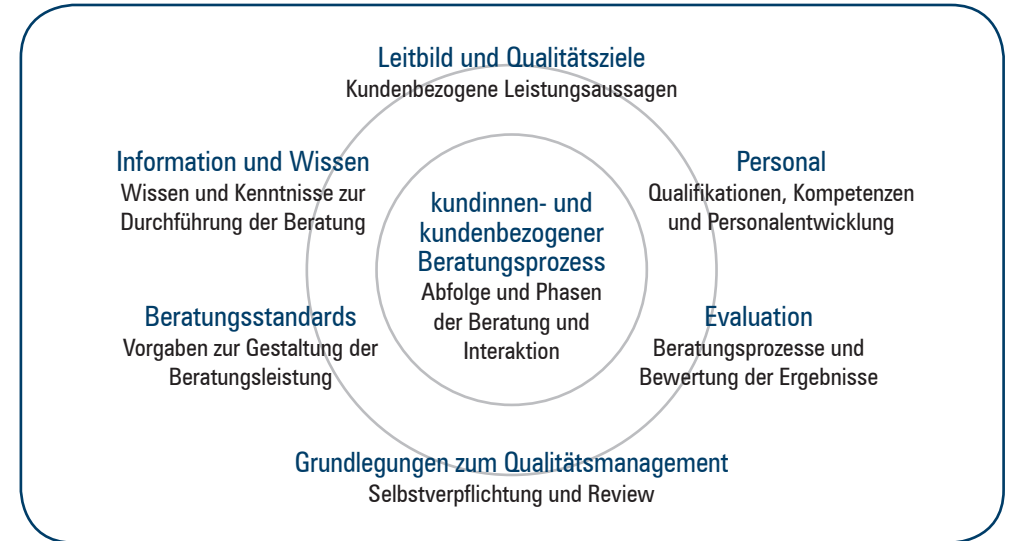 Leitbild und Qualitätsziele
Kundenbezogene Leistungsaussagen
Information und Wissen
Wissen und Kenntnisse zur
Durchführung der Beratung
Personal
Qualifikationen, Kompetenzen
und Personalentwicklung
kundinnen- und
kundenbezogener
Beratungsprozess
Abfolge und Phasen
der Beratung und
Interaktion
Beratungsstandards
Vorgaben zur Gestaltung der
Beratungsleistung
Evaluation
Beratungsprozesse und
Bewertung der Ergebnisse
Grundlegungen zum Qualitätsmanagement
Selbstverpflichtung und Review